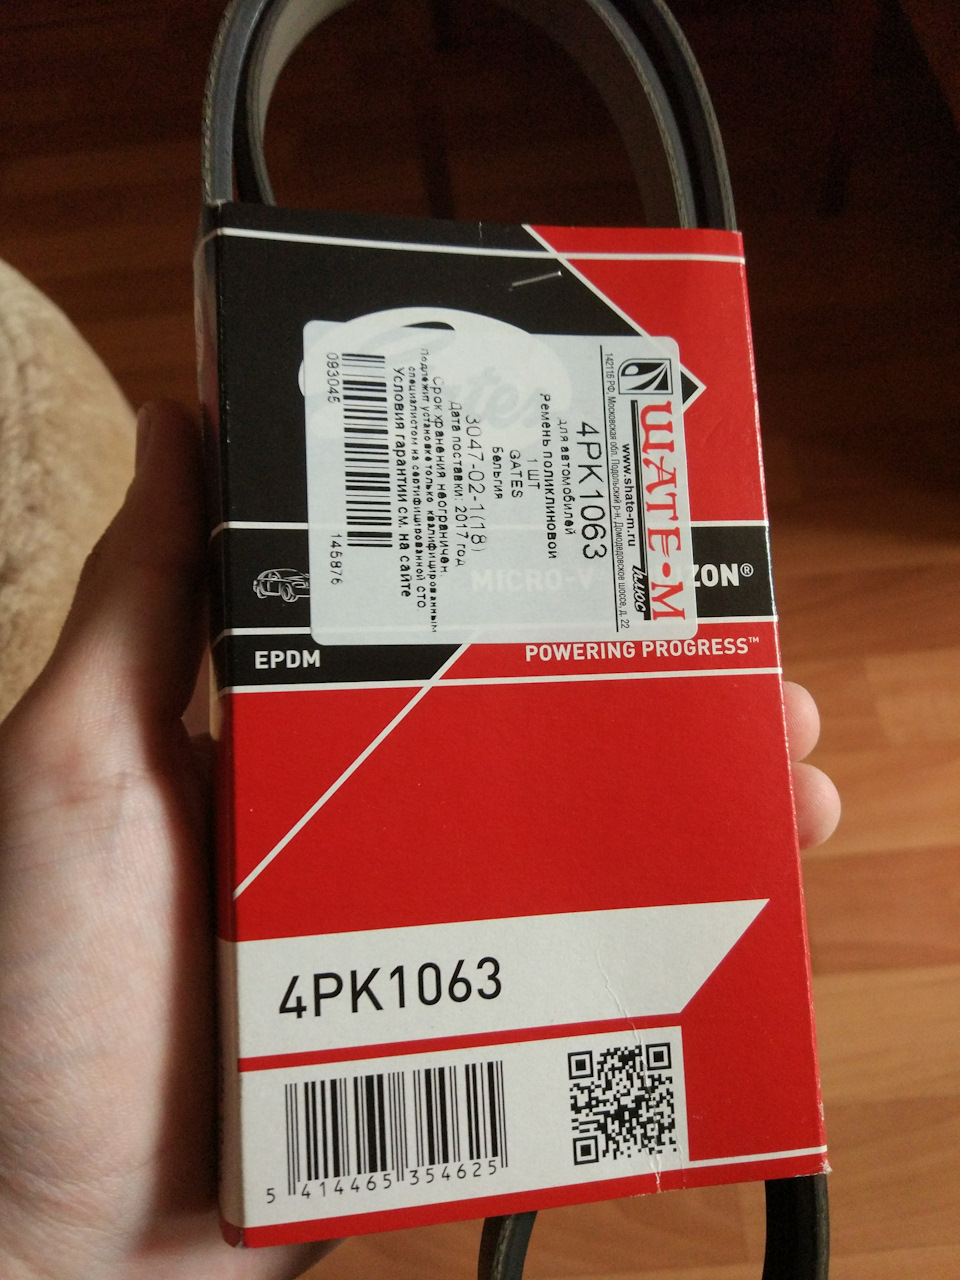 ШАТЕ-М
плюс
www.shate-m.ru
142116 РФ, Московская обл. Подольский р-н, Домодедовское шоссе, д. 22
4PK1063
Ремень поликлиновой
для автомобилей
1 ШТ
GATES
Бельгия
3047-02-1(18)
Дата поставки: 2017 год
Срок хранения неограничен.
Подлежит установке только квалифицированным
специалистом на сертифицированной СТО
Условия гарантии см. на сайте
093045 145876
MICRO-V ZON®
EPDM
POWERING PROGRESS™
4PK1063
5 414465 354625